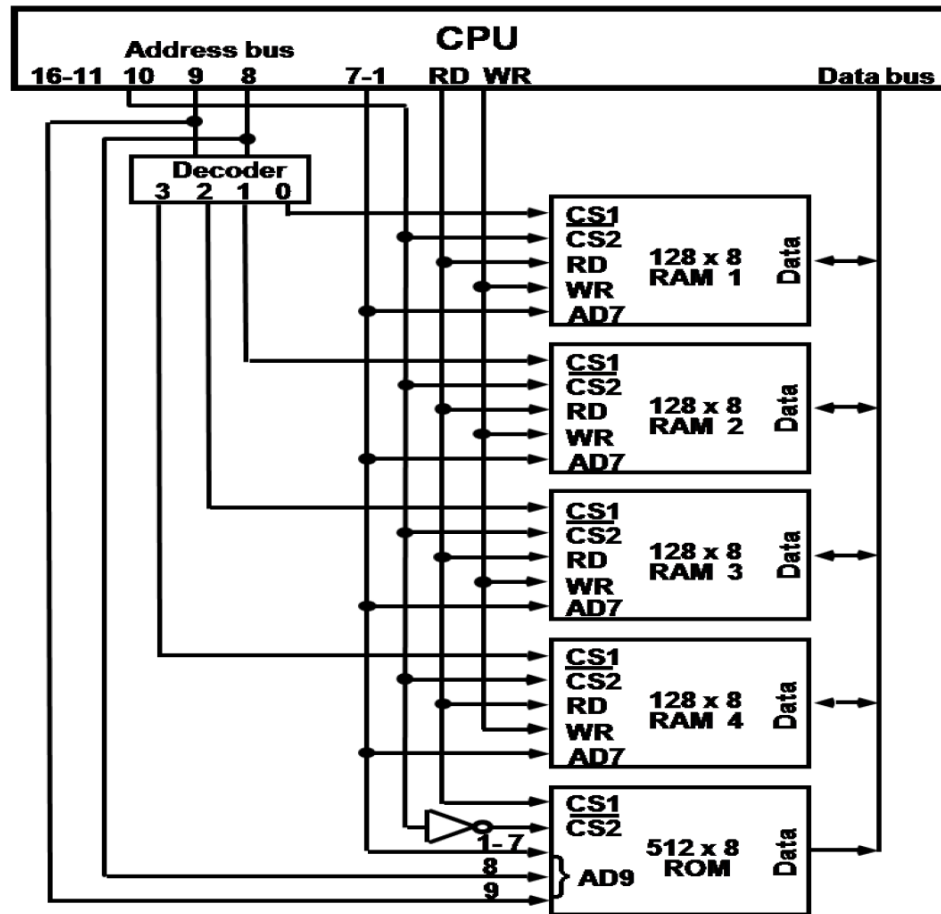 CPU
Address bus
16-11 10 9 8 7-1 RD WR Data bus
Decoder
3 2 1 0
CS1
CS2
RD
WR
AD7
128 x 8
RAM 1
Data
CS1
CS2
RD
WR
AD7
128 x 8
RAM 2
Data
CS1
CS2
RD
WR
AD7
128 x 8
RAM 3
Data
CS1
CS2
RD
WR
AD7
128 x 8
RAM 4
Data
CS1
CS2
1-7
8
9
AD9
512 x 8
ROM
Data